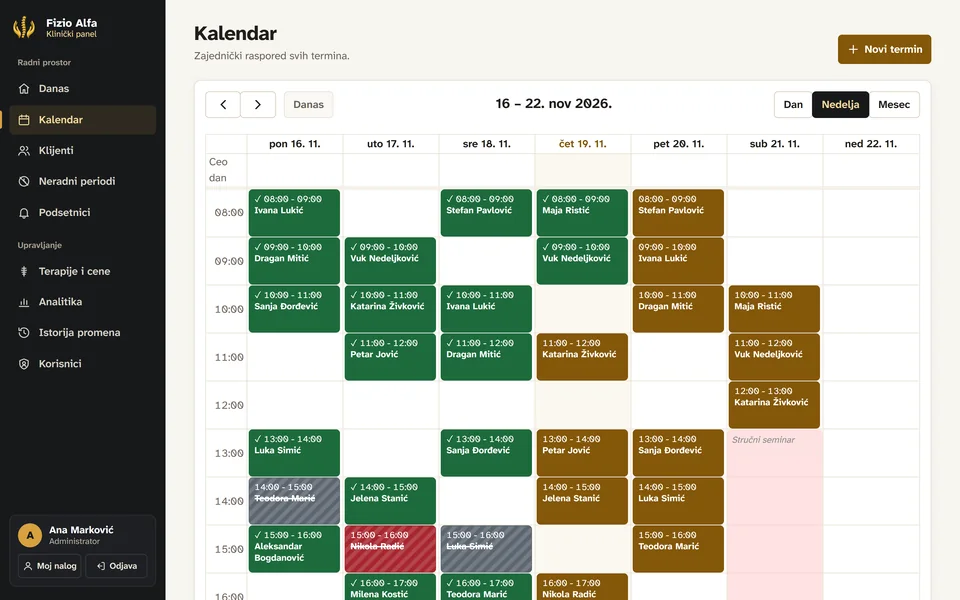 Fizio Alfa
Klinički panel
Radni prostor
Danas
Kalendar
Klijenti
Neradni periodi
Podsetnici
Upravljanje
Terapije i cene
Analitika
Istorija promena
Korisnici
A
Ana Marković
Administrator
Moj nalog
Odjava
Kalendar
Zajednički raspored svih termina.
+ Novi termin
Danas
16 – 22. nov 2026.
Dan
Nedelja
Mesec
pon 16. 11.
uto 17. 11.
sre 18. 11.
čet 19. 11.
pet 20. 11.
sub 21. 11.
ned 22. 11.
Ceo
dan
08:00
✓ 08:00 - 09:00
Ivana Lukić
✓ 08:00 - 09:00
Stefan Pavlović
✓ 08:00 - 09:00
Maja Ristić
08:00 - 09:00
Stefan Pavlović
09:00
✓ 09:00 - 10:00
Dragan Mitić
✓ 09:00 - 10:00
Vuk Nedeljković
✓ 09:00 - 10:00
Vuk Nedeljković
09:00 - 10:00
Ivana Lukić
10:00
✓ 10:00 - 11:00
Sanja Đorđević
✓ 10:00 - 11:00
Katarina Živković
✓ 10:00 - 11:00
Ivana Lukić
10:00 - 11:00
Dragan Mitić
10:00 - 11:00
Maja Ristić
11:00
✓ 11:00 - 12:00
Petar Jović
✓ 11:00 - 12:00
Dragan Mitić
11:00 - 12:00
Katarina Živković
11:00 - 12:00
Vuk Nedeljković
12:00
12:00 - 13:00
Katarina Živković
13:00
✓ 13:00 - 14:00
Luka Simić
✓ 13:00 - 14:00
Sanja Đorđević
13:00 - 14:00
Petar Jović
13:00 - 14:00
Sanja Đorđević
Stručni seminar
14:00
14:00 - 15:00
Teodora Marić
✓ 14:00 - 15:00
Jelena Stanić
14:00 - 15:00
Jelena Stanić
14:00 - 15:00
Luka Simić
15:00
✓ 15:00 - 16:00
Aleksandar
Bogdanović
15:00 - 16:00
Nikola Radić
15:00 - 16:00
Luka Simić
15:00 - 16:00
Teodora Marić
16:00
✓ 16:00 - 17:00
Milena Kostić
✓ 16:00 - 17:00
Teodora Marić
16:00 - 17:00
Nikola Radić